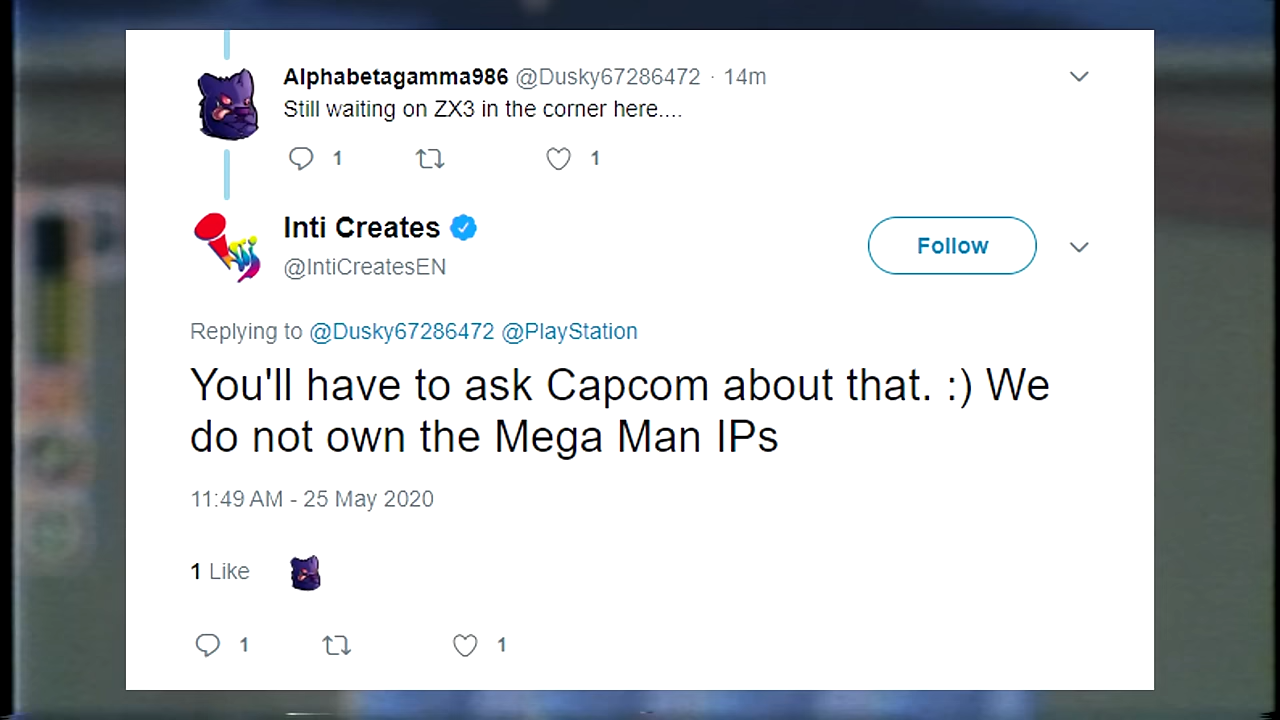 Alphabetagamma986 @Dusky67286472 · 14m
Still waiting on ZX3 in the corner here....
1 1
Inti Creates
@IntiCreatesEN
Follow
Replying to @Dusky67286472 @PlayStation
You'll have to ask Capcom about that. :) We
do not own the Mega Man IPs
11:49 AM - 25 May 2020
1 Like
1 1